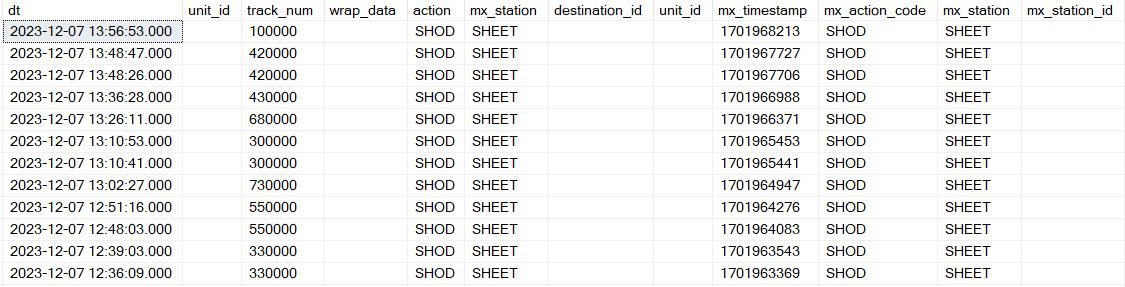 dt unit_id track_num wrap_data action mx_station destination_id unit_id mx_timestamp mx_action_code mx_station mx_station_id
2023-12-07 13:56:53.000 100000 SHOD SHEET 1701968213 SHOD SHEET
2023-12-07 13:48:47.000 420000 SHOD SHEET 1701967727 SHOD SHEET
2023-12-07 13:48:26.000 420000 SHOD SHEET 1701967706 SHOD SHEET
2023-12-07 13:36:28.000 430000 SHOD SHEET 1701966988 SHOD SHEET
2023-12-07 13:26:11.000 680000 SHOD SHEET 1701966371 SHOD SHEET
2023-12-07 13:10:53.000 300000 SHOD SHEET 1701965453 SHOD SHEET
2023-12-07 13:10:41.000 300000 SHOD SHEET 1701965441 SHOD SHEET
2023-12-07 13:02:27.000 730000 SHOD SHEET 1701964947 SHOD SHEET
2023-12-07 12:51:16.000 550000 SHOD SHEET 1701964276 SHOD SHEET
2023-12-07 12:48:03.000 550000 SHOD SHEET 1701964083 SHOD SHEET
2023-12-07 12:39:03.000 330000 SHOD SHEET 1701963543 SHOD SHEET
2023-12-07 12:36:09.000 330000 SHOD SHEET 1701963369 SHOD SHEET